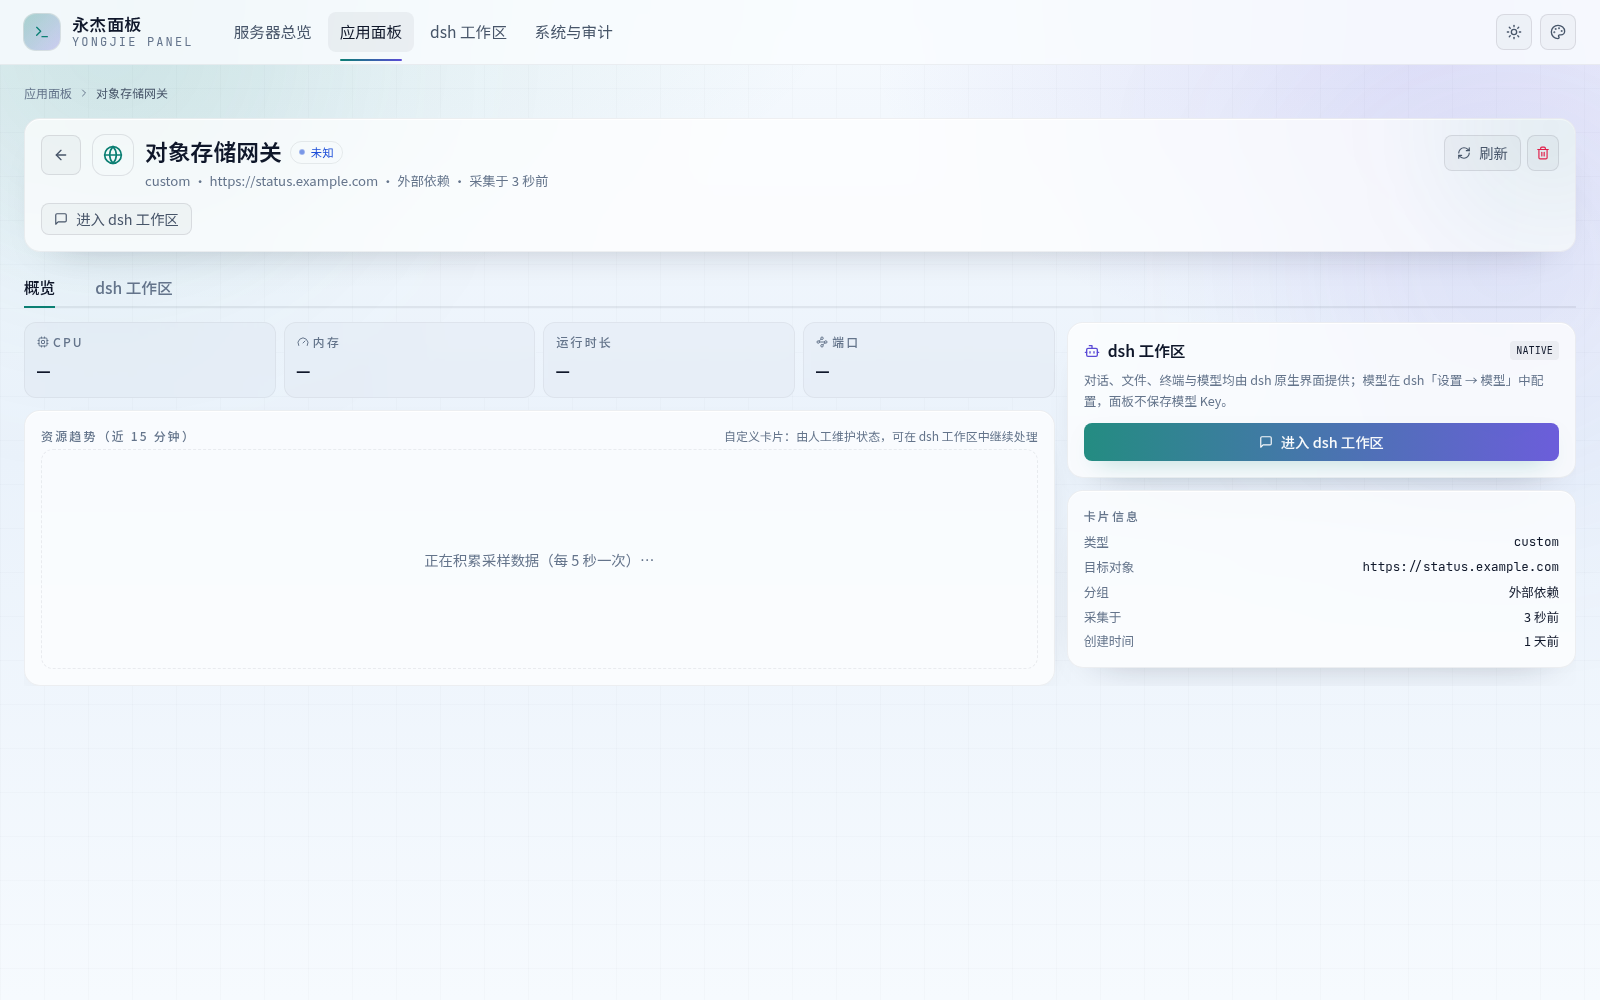 永杰面板
YONGJIE PANEL
服务器总览
应用面板
dsh 工作区
系统与审计
应用面板 > 对象存储网关
对象存储网关
未知
custom • https://status.example.com • 外部依赖 • 采集于 3 秒前
刷新
进入 dsh 工作区
概览
dsh 工作区
CPU
—
内存
—
运行时长
—
端口
—
资源趋势（近 15 分钟）
自定义卡片：由人工维护状态，可在 dsh 工作区中继续处理
正在积累采样数据（每 5 秒一次）…
dsh 工作区
NATIVE
对话、文件、终端与模型均由 dsh 原生界面提供；模型在 dsh「设置 → 模型」中配
置，面板不保存模型 Key。
进入 dsh 工作区
卡片信息
类型 custom
目标对象 https://status.example.com
分组 外部依赖
采集于 3 秒前
创建时间 1 天前